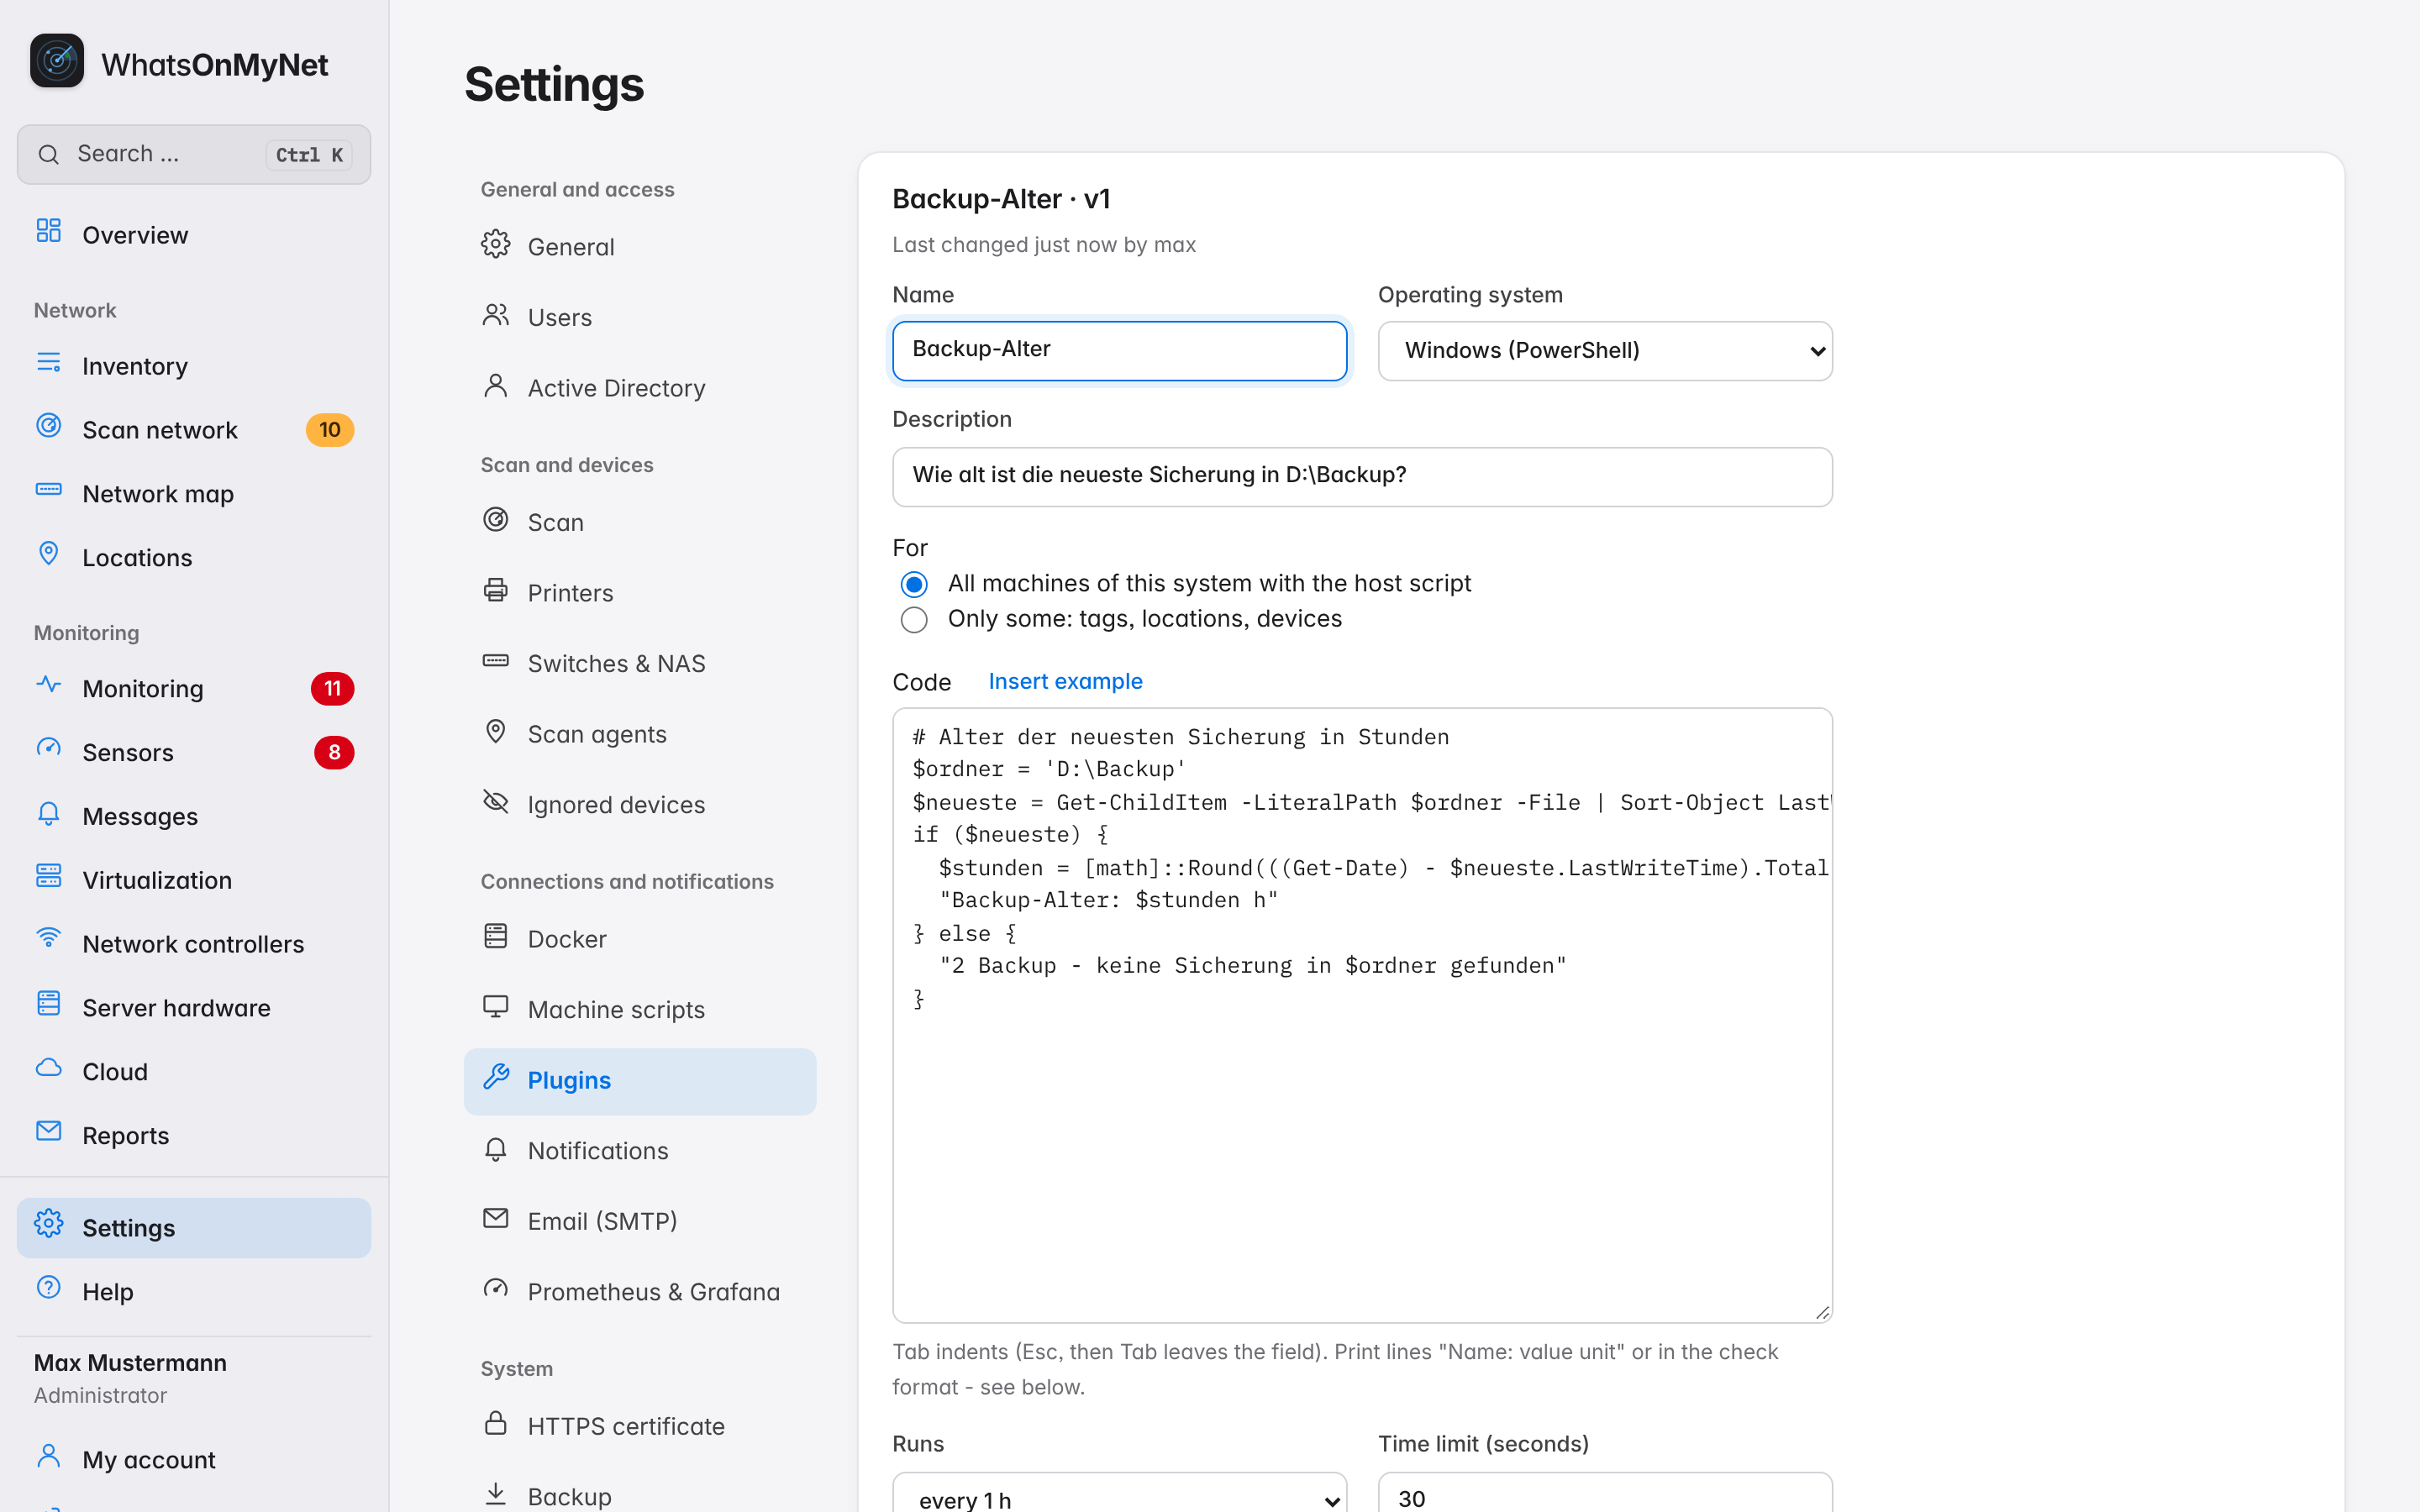 WhatsOnMyNet
Search ...
Ctrl K
Overview
Network
Inventory
Scan network
10
Network map
Locations
Monitoring
Monitoring
11
Sensors
8
Messages
Virtualization
Network controllers
Server hardware
Cloud
Reports
Settings
Help
Max Mustermann
Administrator
My account
Settings
General and access
General
Users
Active Directory
Scan and devices
Scan
Printers
Switches & NAS
Scan agents
Ignored devices
Connections and notifications
Docker
Machine scripts
Plugins
Notifications
Email (SMTP)
Prometheus & Grafana
System
HTTPS certificate
Backup
Backup-Alter · v1
Last changed just now by max
Name
Operating system
Backup-Alter
Windows (PowerShell)
Description
Wie alt ist die neueste Sicherung in D:\Backup?
For
All machines of this system with the host script
Only some: tags, locations, devices
Code
Insert example
# Alter der neuesten Sicherung in Stunden
$ordner = 'D:\Backup'
$neueste = Get-ChildItem -LiteralPath $ordner -File | Sort-Object Last
if ($neueste) {
  $stunden = [math]::Round(((Get-Date) - $neueste.LastWriteTime).Total
  "Backup-Alter: $stunden h"
} else {
  "2 Backup - keine Sicherung in $ordner gefunden"
}
Tab indents (Esc, then Tab leaves the field). Print lines "Name: value unit" or in the check
format - see below.
Runs
Time limit (seconds)
every 1 h
30